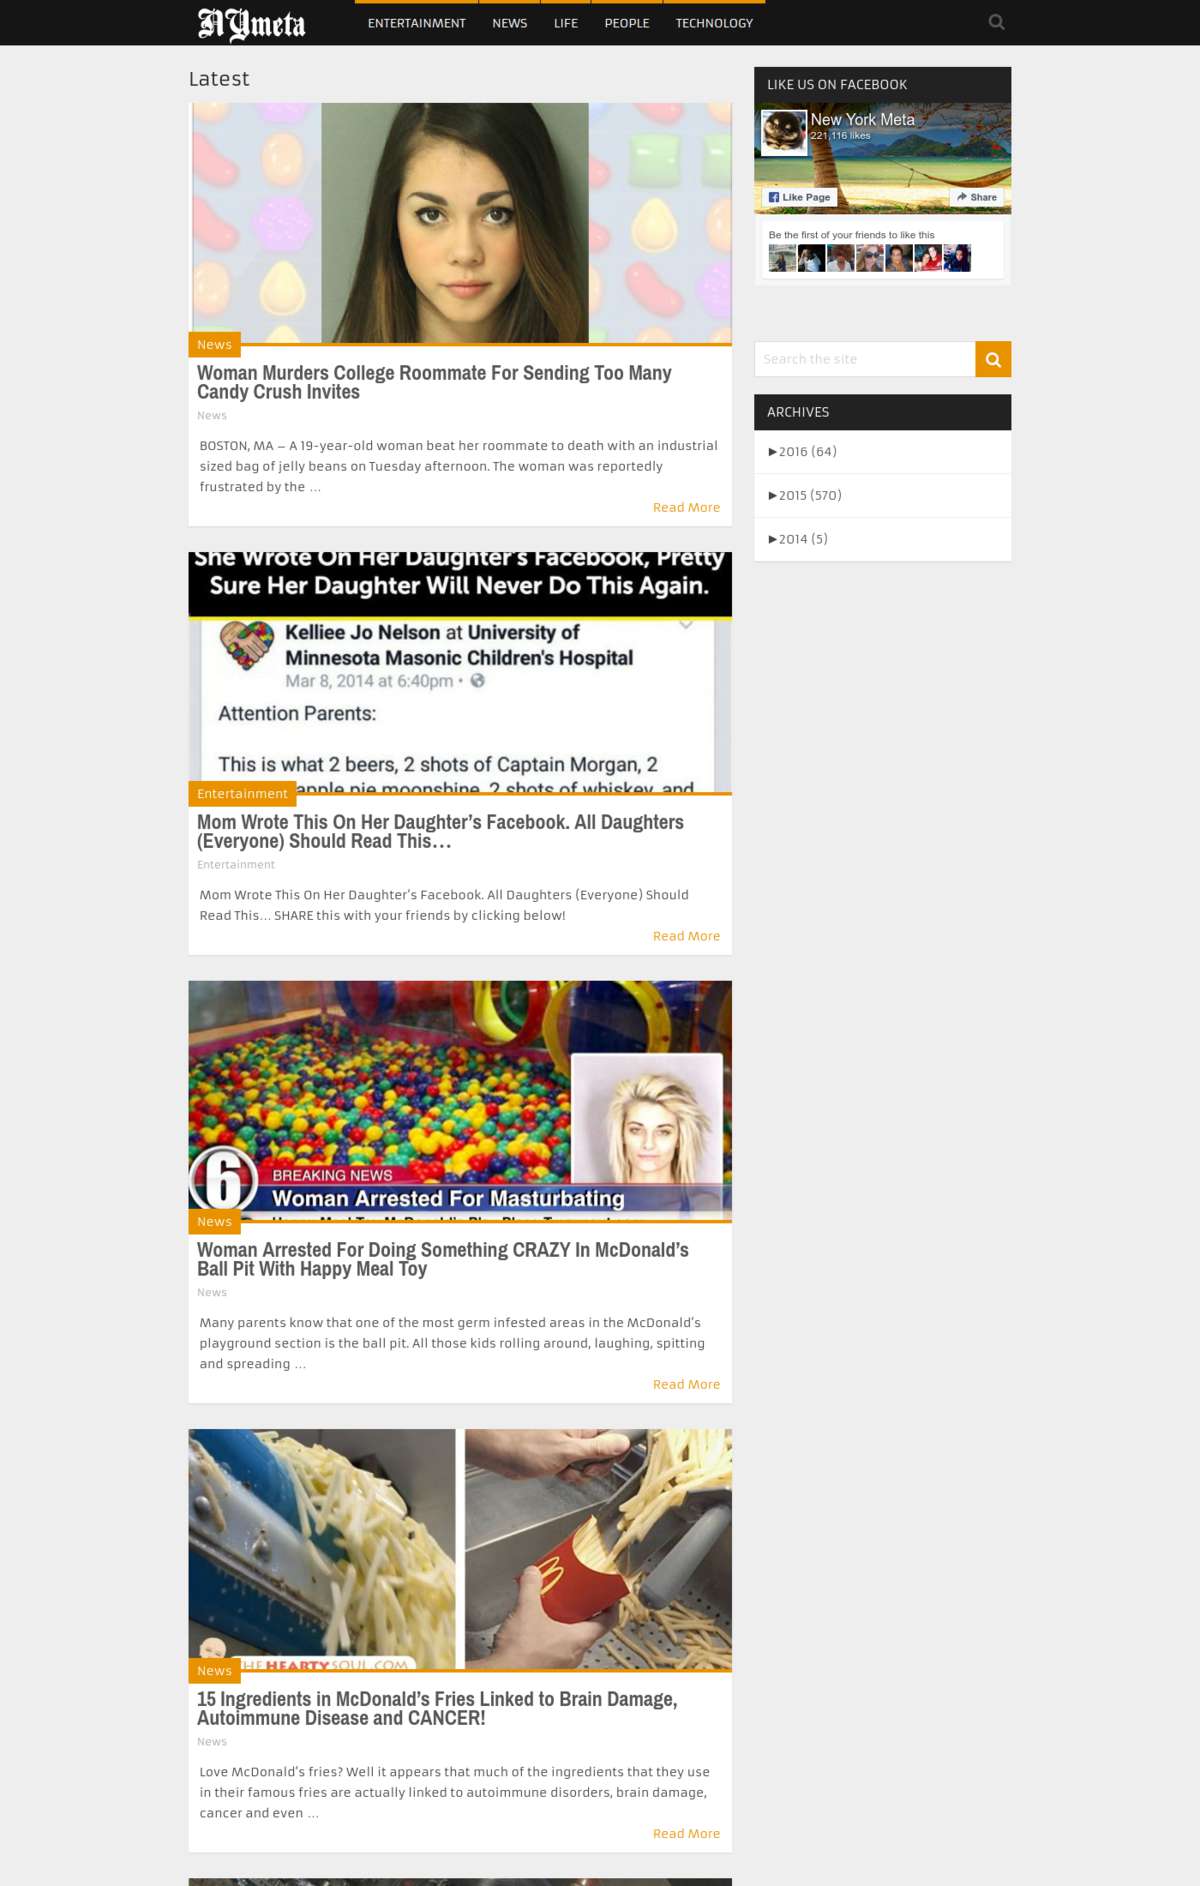 NYmeta
ENTERTAINMENT NEWS LIFE PEOPLE TECHNOLOGY
Latest
News
Woman Murders College Roommate For Sending Too Many
Candy Crush Invites
News
BOSTON, MA – A 19-year-old woman beat her roommate to death with an industrial
sized bag of jelly beans on Tuesday afternoon. The woman was reportedly
frustrated by the …
Read More
She Wrote On Her Daughter's Facebook, Pretty
Sure Her Daughter Will Never Do This Again.
Kelliee Jo Nelson at University of
Minnesota Masonic Children's Hospital
Mar 8, 2014 at 6:40pm •
Attention Parents:
This is what 2 beers, 2 shots of Captain Morgan, 2
apple pie moonshine, 2 shots of whiskey, and
Entertainment
Mom Wrote This On Her Daughter’s Facebook. All Daughters
(Everyone) Should Read This…
Entertainment
Mom Wrote This On Her Daughter’s Facebook. All Daughters (Everyone) Should
Read This… SHARE this with your friends by clicking below!
Read More
6
BREAKING NEWS
Woman Arrested For Masturbating
News
Woman Arrested For Doing Something CRAZY In McDonald’s
Ball Pit With Happy Meal Toy
News
Many parents know that one of the most germ infested areas in the McDonald’s
playground section is the ball pit. All those kids rolling around, laughing, spitting
and spreading …
Read More
HEARTYSOUL.COM
News
15 Ingredients in McDonald’s Fries Linked to Brain Damage,
Autoimmune Disease and CANCER!
News
Love McDonald’s fries? Well it appears that much of the ingredients that they use
in their famous fries are actually linked to autoimmune disorders, brain damage,
cancer and even …
Read More
LIKE US ON FACEBOOK
New York Meta
221,116 likes
Like Page
Share
Be the first of your friends to like this
Search the site
ARCHIVES
►2016 (64)
►2015 (570)
►2014 (5)